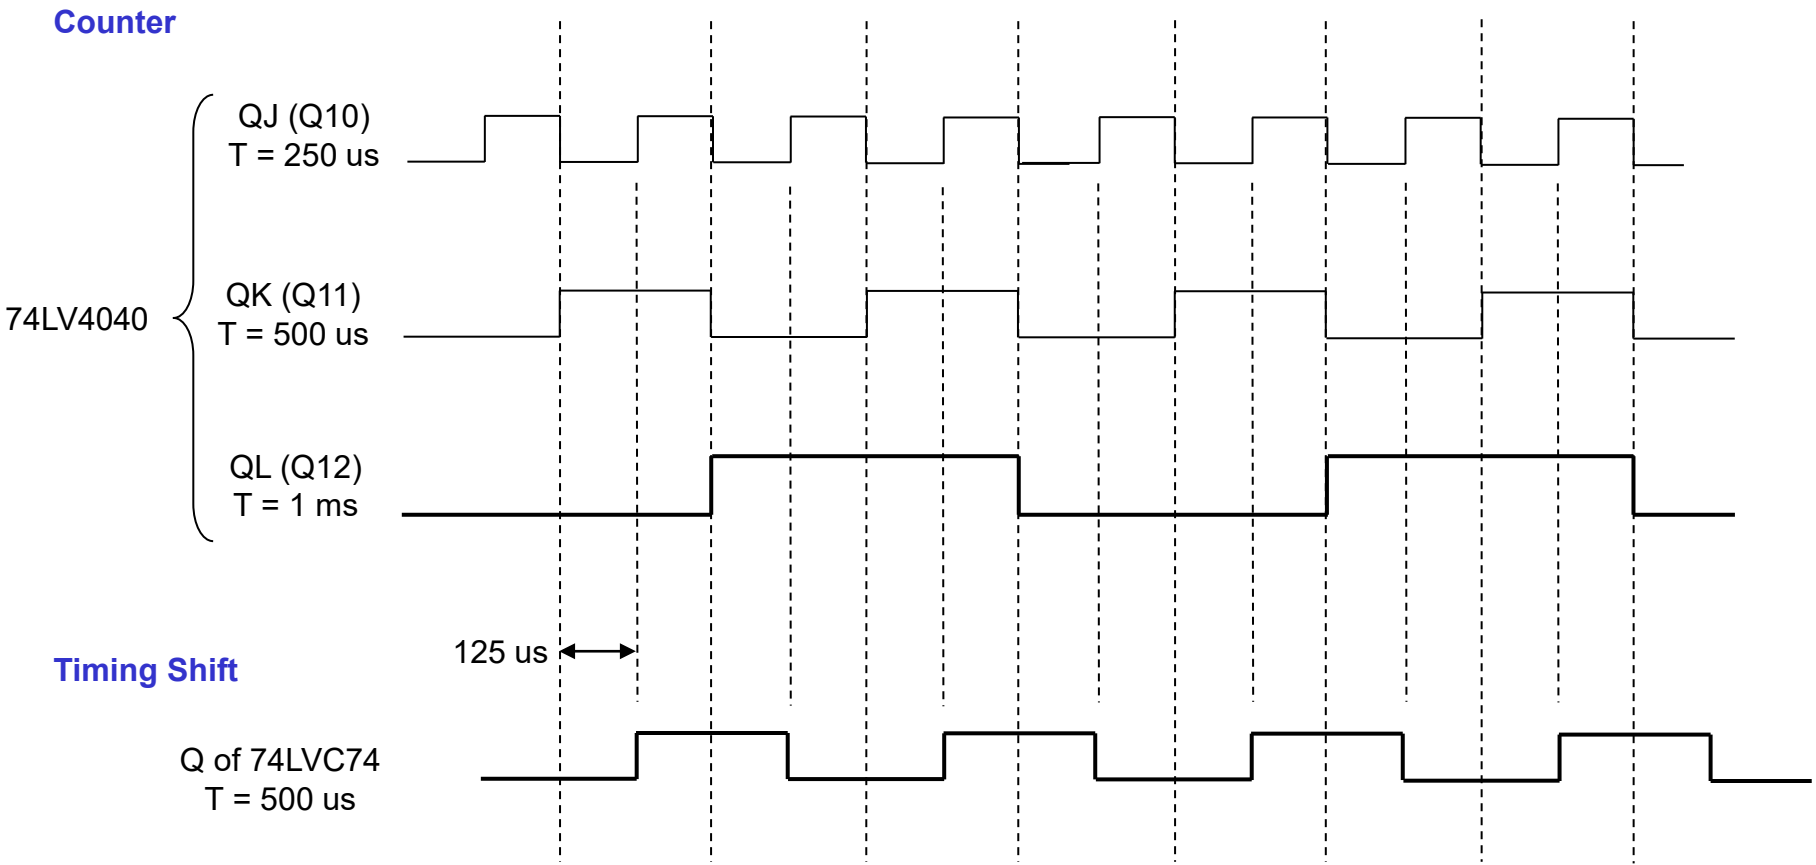 Counter
QJ (Q10)
T = 250 us
QK (Q11)
T = 500 us
74LV4040
QL (Q12)
T = 1 ms
125 us
Timing Shift
Q of 74LVC74
T = 500 us